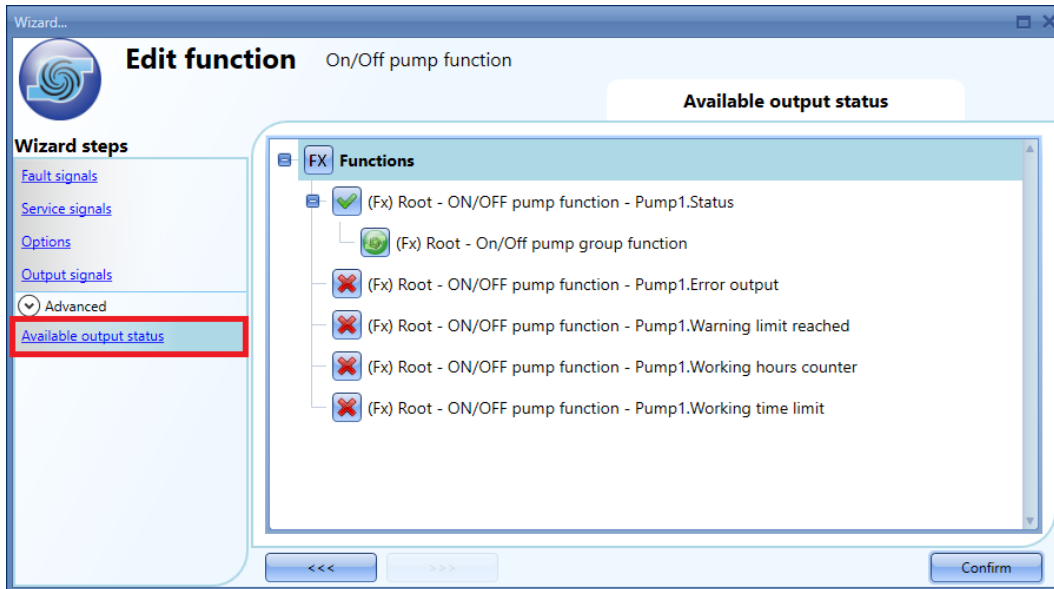 Wizard...
Edit function On/Off pump function
Available output status
Wizard steps
Fault signals
Service signals
Options
Output signals
Advanced
Available output status
FX Functions
(Fx) Root - ON/OFF pump function - Pump1.Status
(Fx) Root - On/Off pump group function
(Fx) Root - ON/OFF pump function - Pump1.Error output
(Fx) Root - ON/OFF pump function - Pump1.Warning limit reached
(Fx) Root - ON/OFF pump function - Pump1.Working hours counter
(Fx) Root - ON/OFF pump function - Pump1.Working time limit
<<< >>> Confirm